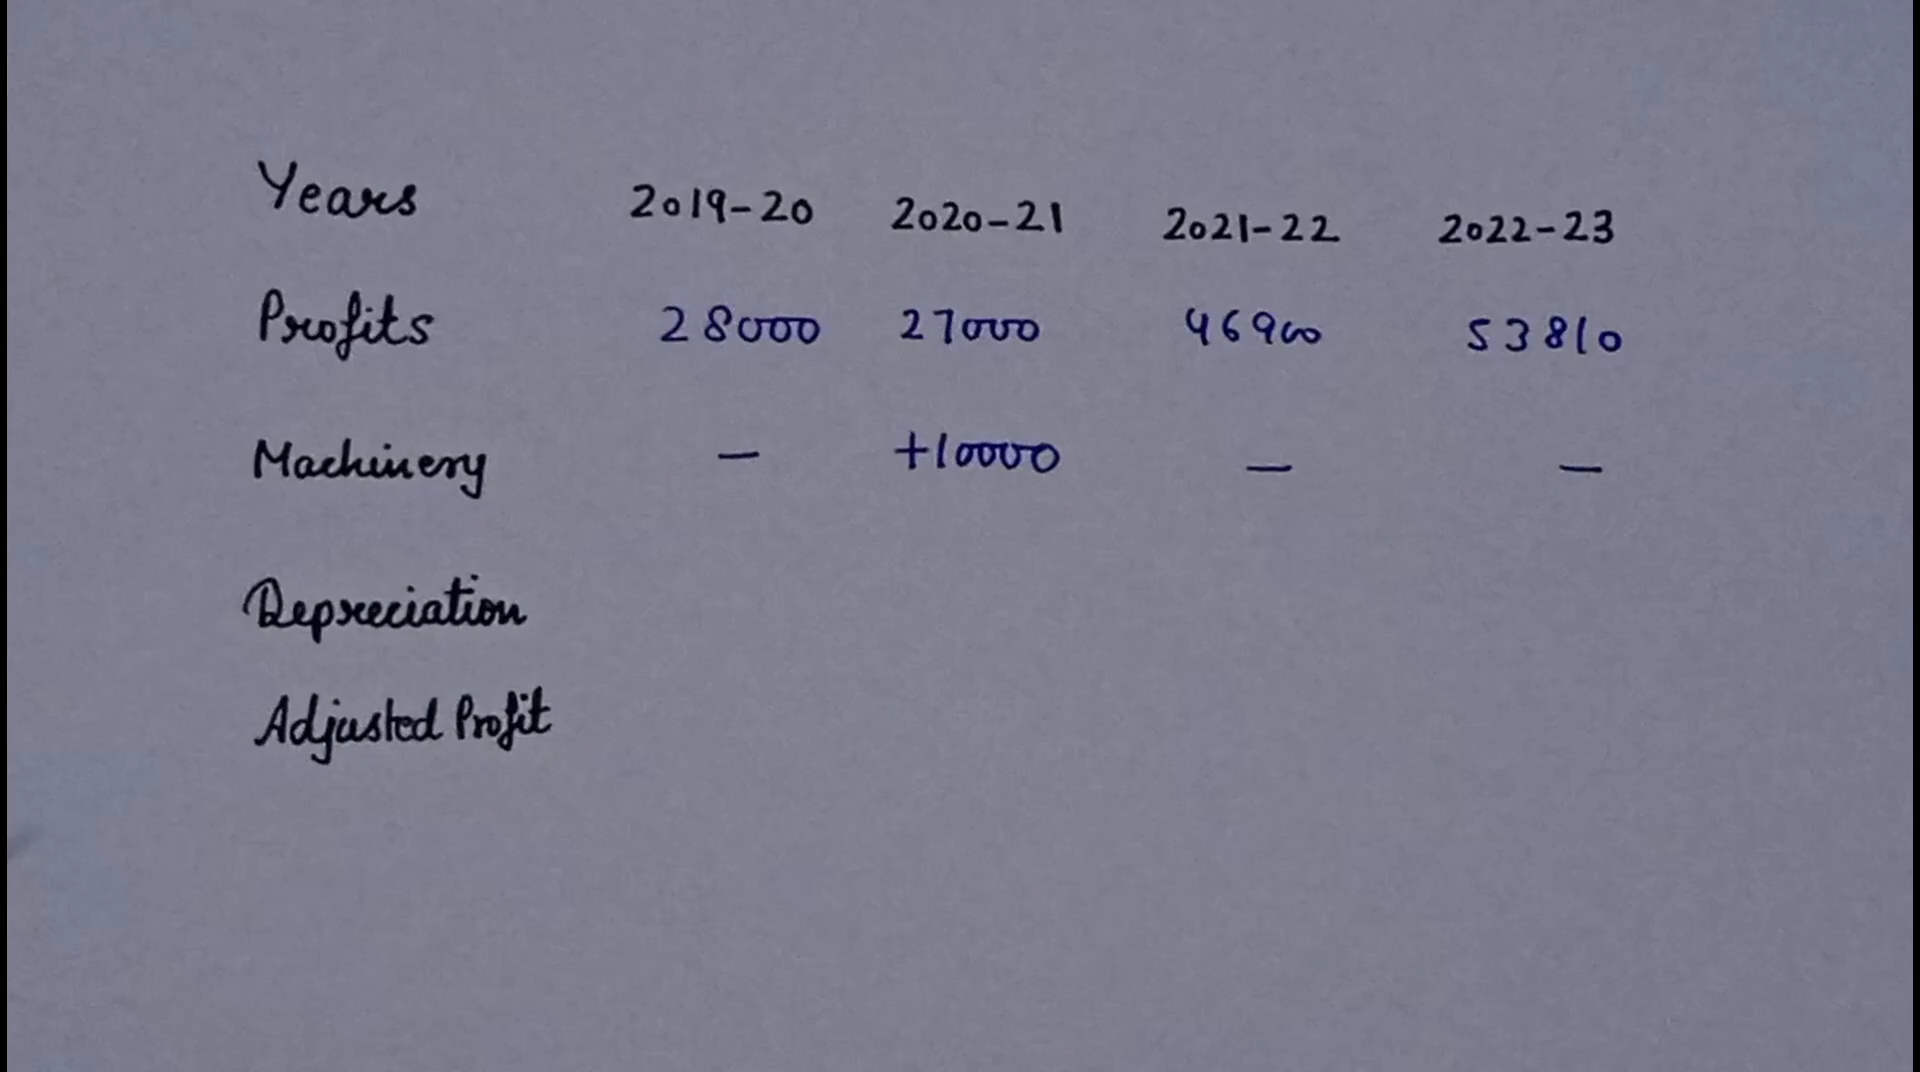 Years 2019-20 2020-21 2021-22 2022-23
Profits 28000 27000 46900 53810
Machinery — +10000 — —
Depreciation
Adjusted Profit